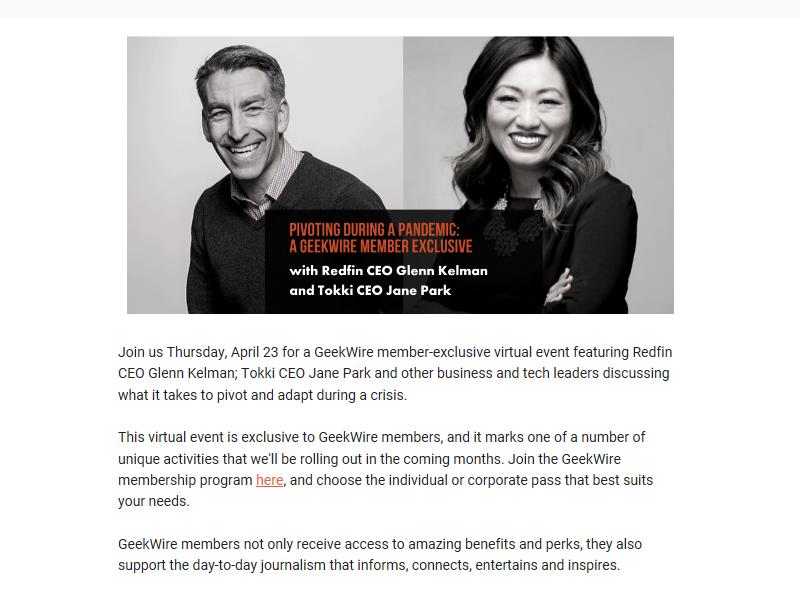 PIVOTING DURING A PANDEMIC:
A GEEKWIRE MEMBER EXCLUSIVE
with Redfin CEO Glenn Kelman
and Tokki CEO Jane Park
Join us Thursday, April 23 for a GeekWire member-exclusive virtual event featuring Redfin
CEO Glenn Kelman; Tokki CEO Jane Park and other business and tech leaders discussing
what it takes to pivot and adapt during a crisis.
This virtual event is exclusive to GeekWire members, and it marks one of a number of
unique activities that we'll be rolling out in the coming months. Join the GeekWire
membership program here, and choose the individual or corporate pass that best suits
your needs.
GeekWire members not only receive access to amazing benefits and perks, they also
support the day-to-day journalism that informs, connects, entertains and inspires.